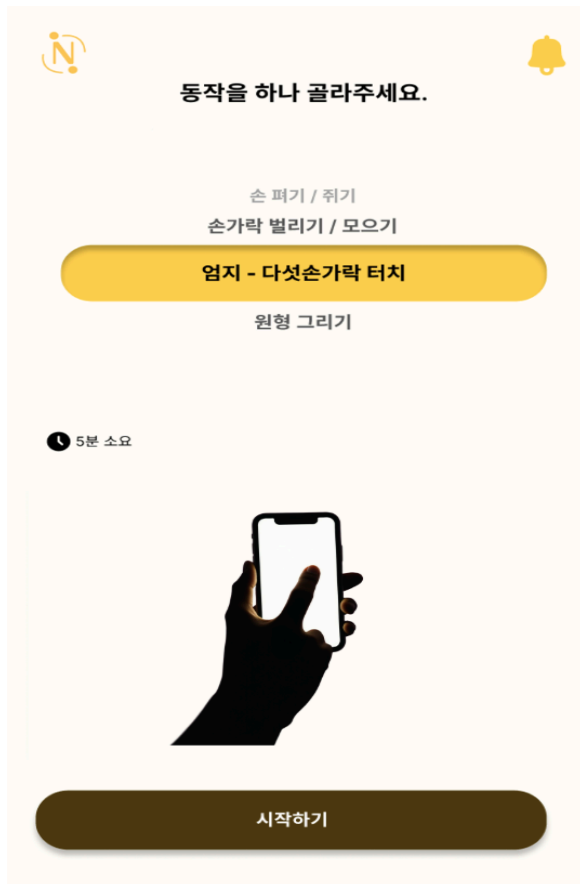 N
동작을 하나 골라주세요.
손 펴기 / 쥐기
손가락 벌리기 / 모으기
엄지 - 다섯손가락 터치
원형 그리기
5분 소요
시작하기